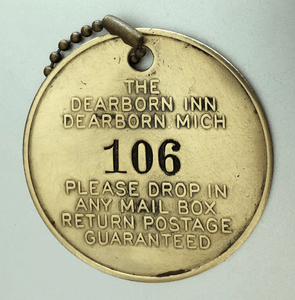 THE
DEARBORN INN
DEARBORN, MICH
106
PLEASE DROP IN
ANY MAIL BOX
RETURN POSTAGE
GUARANTEED